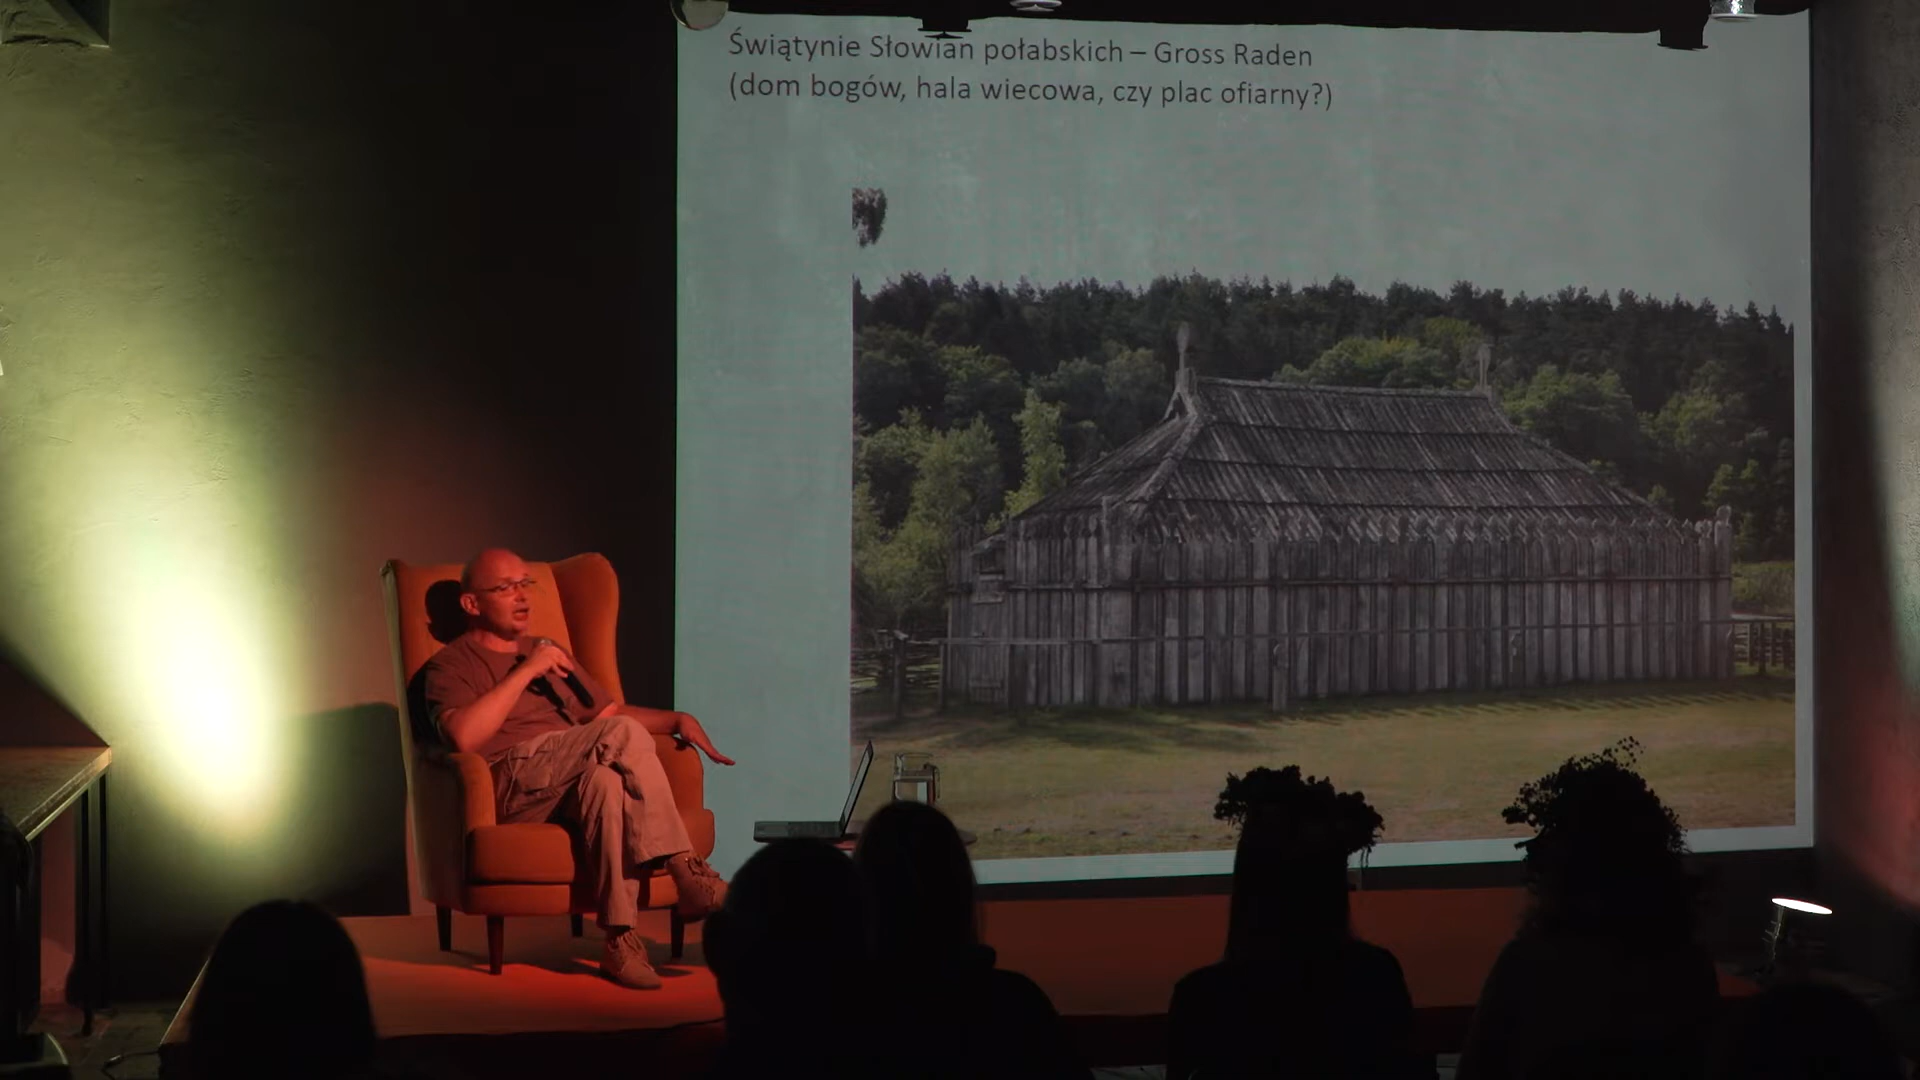 Świątynie Słowian połabskich – Gross Raden
(dom bogów, hala wiecowa, czy plac ofiarny?)